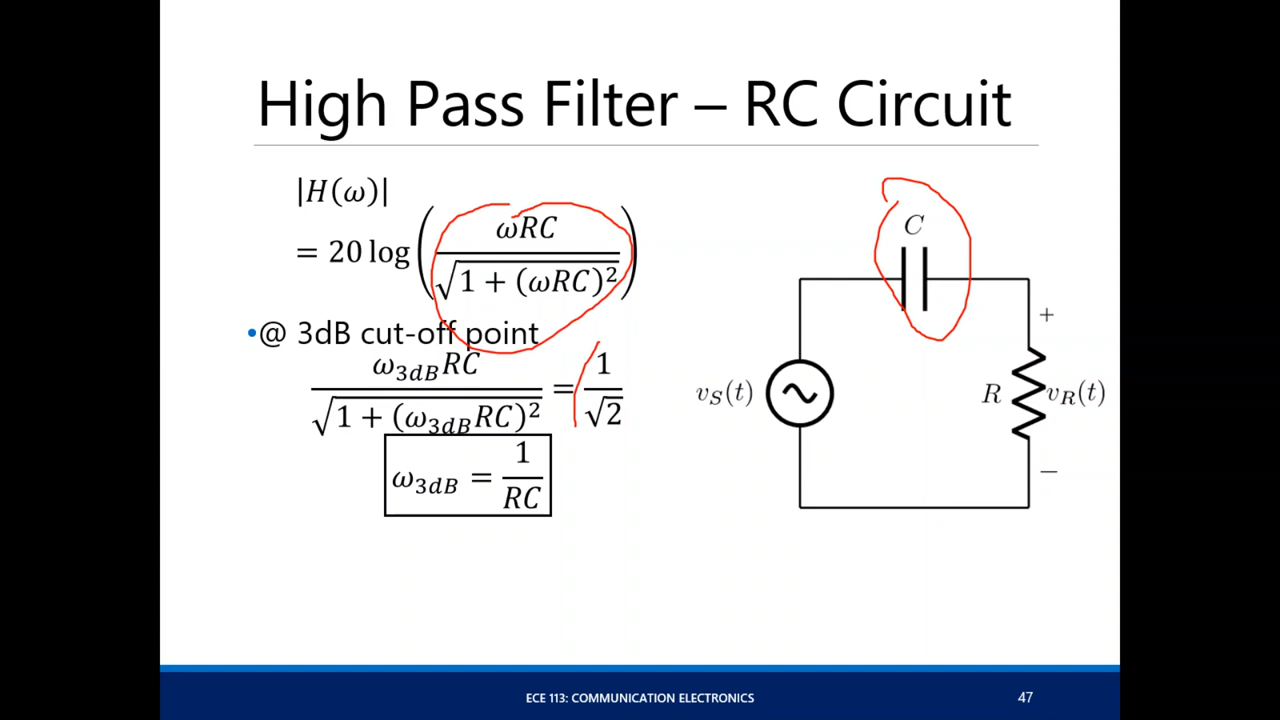 High Pass Filter – RC Circuit
|H(ω)|
= 20 log(ωRC / √(1 + (ωRC)²))
•@ 3dB cut-off point
ω₃dB RC / √(1 + (ω₃dB RC)²) = 1/√2
ω₃dB = 1/RC
C
+
vS(t)
R
vR(t)
−
ECE 113: COMMUNICATION ELECTRONICS
47